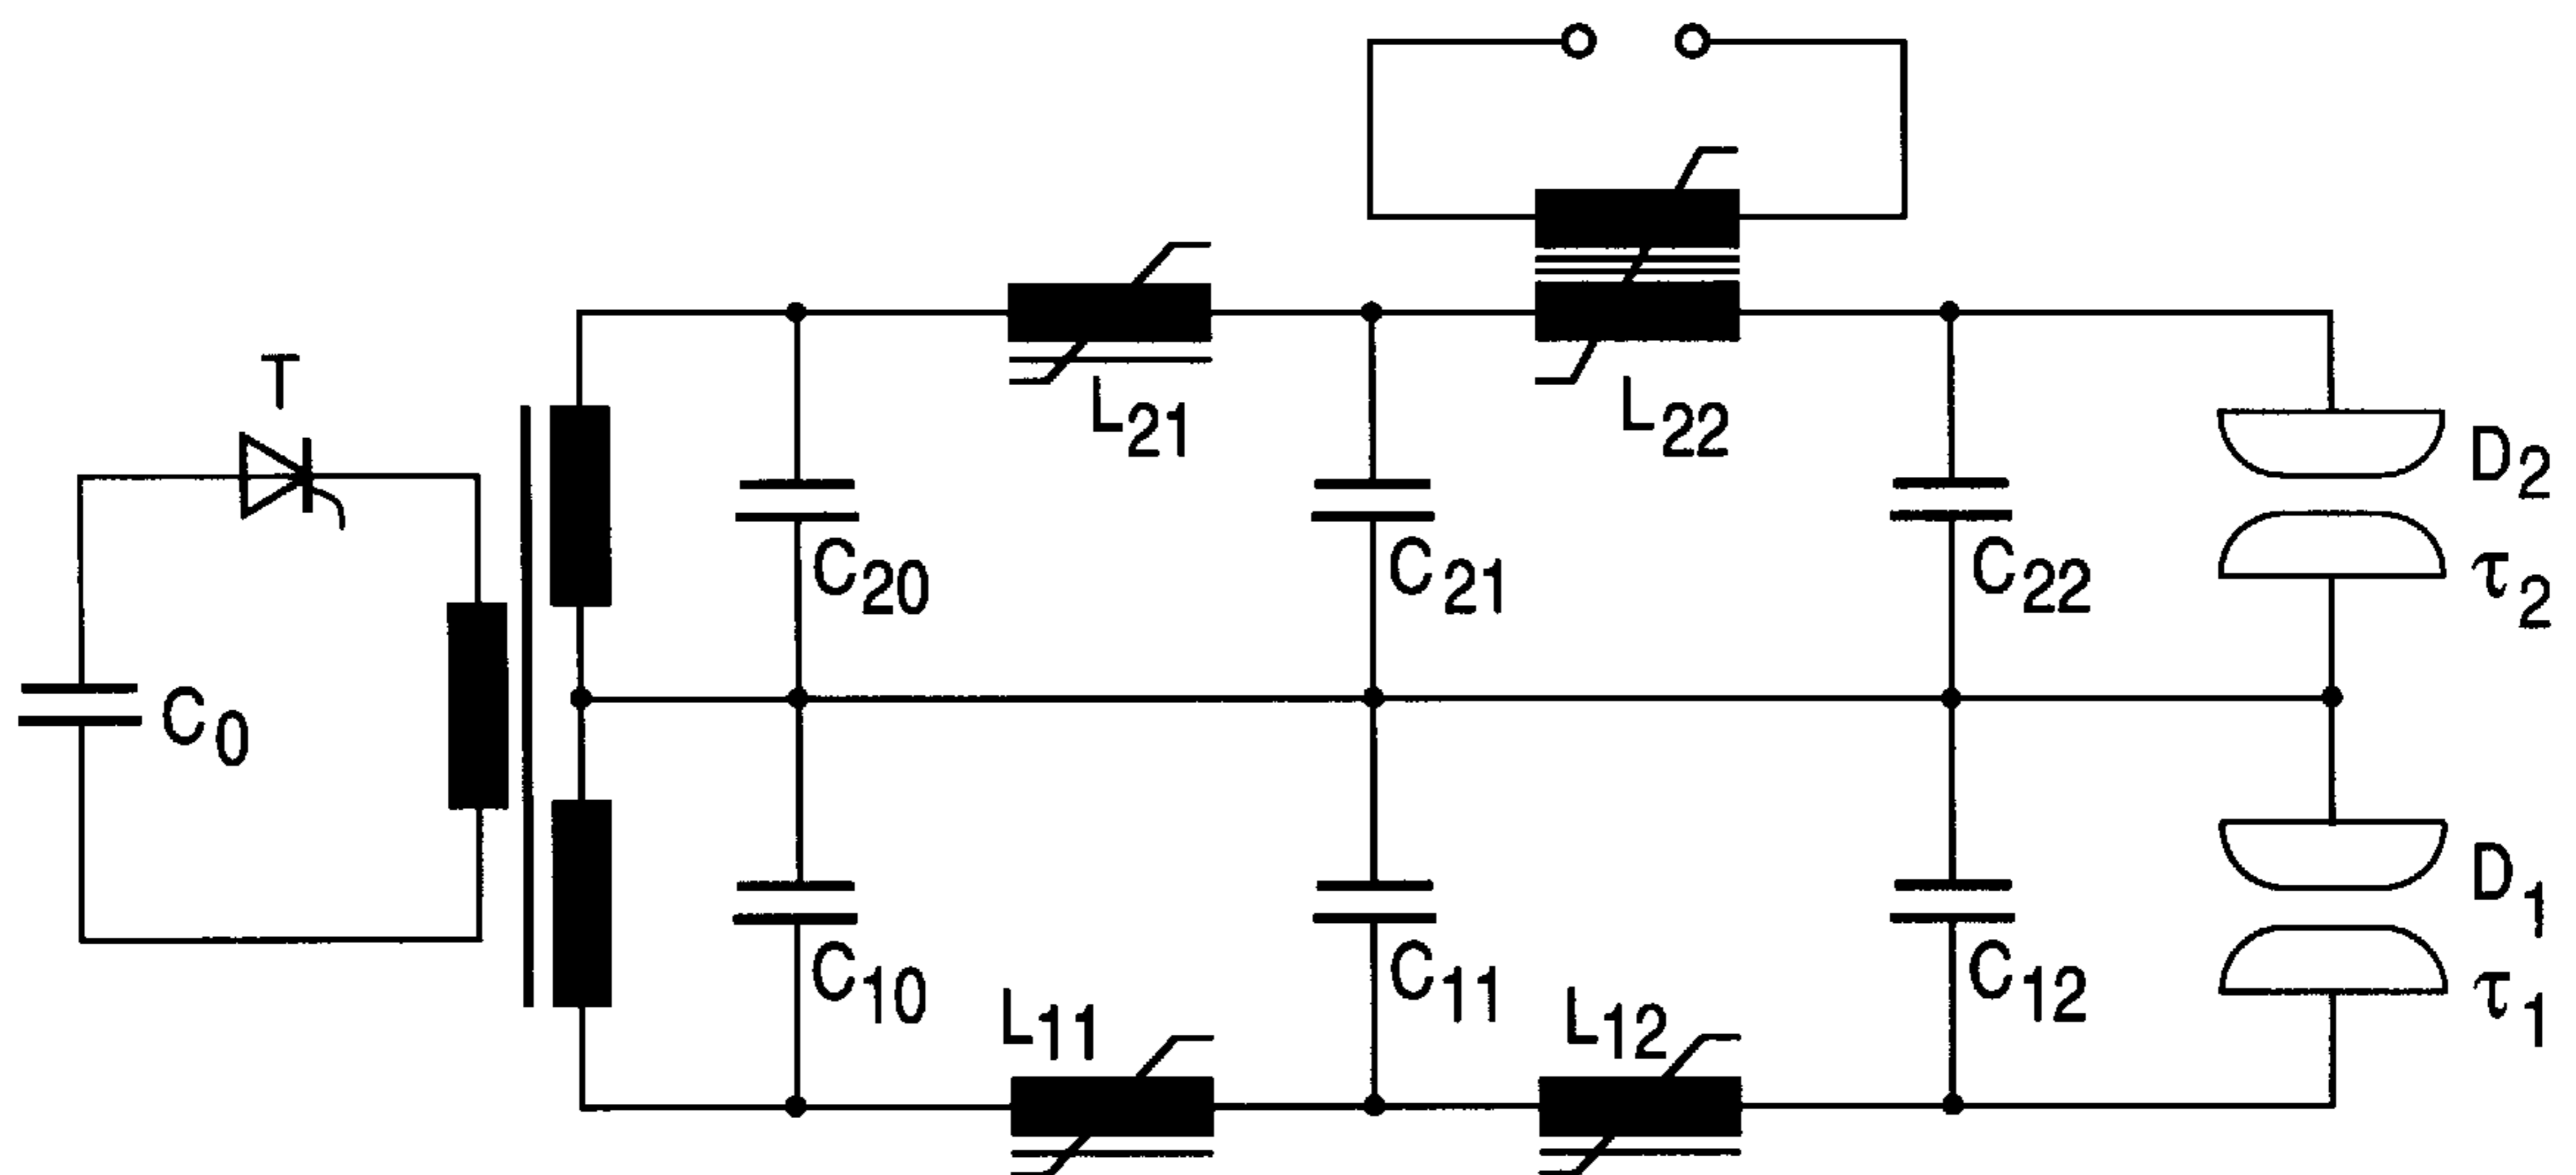 T
L₂₁
L₂₂
D₂
C₂₀
C₂₁
C₂₂
τ₂
C₀
D₁
C₁₀
C₁₁
C₁₂
τ₁
L₁₁
L₁₂